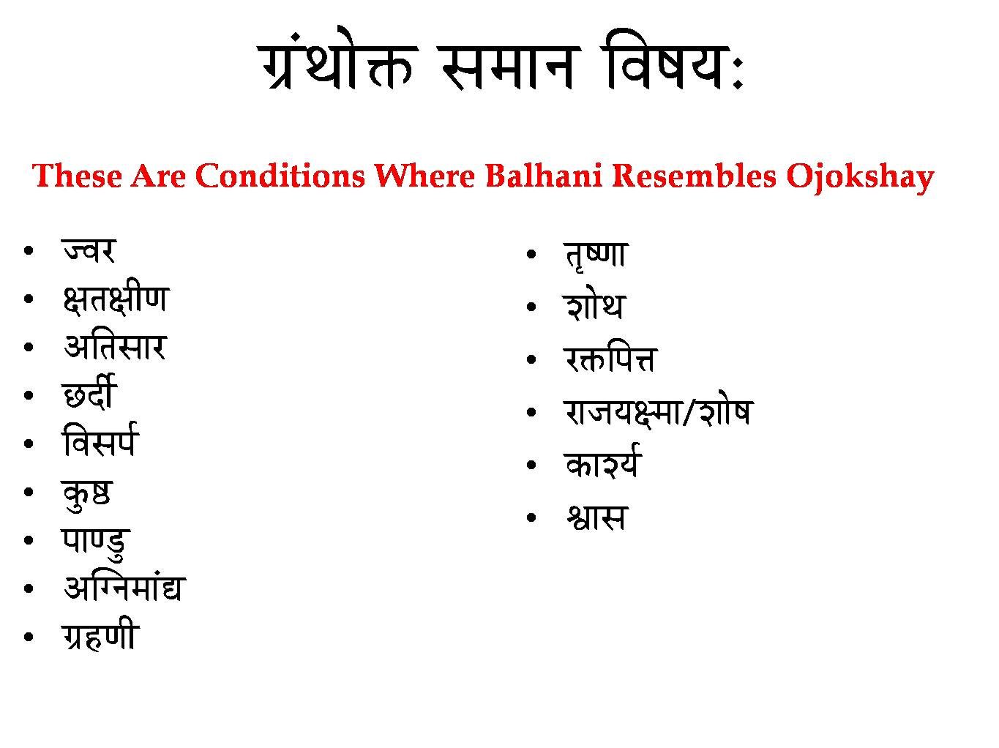 ग्रंथोक्त समान विषय:
These Are Conditions Where Balhani Resembles Ojokshay
• ज्वर
• क्षतक्षीण
• अतिसार
• छर्दी
• विसर्प
• कुष्ठ
• पाण्डु
• अग्निमांद्य
• ग्रहणी
• तृष्णा
• शोथ
• रक्तपित्त
• राजयक्ष्मा/शोष
• कार्श्य
• श्वास